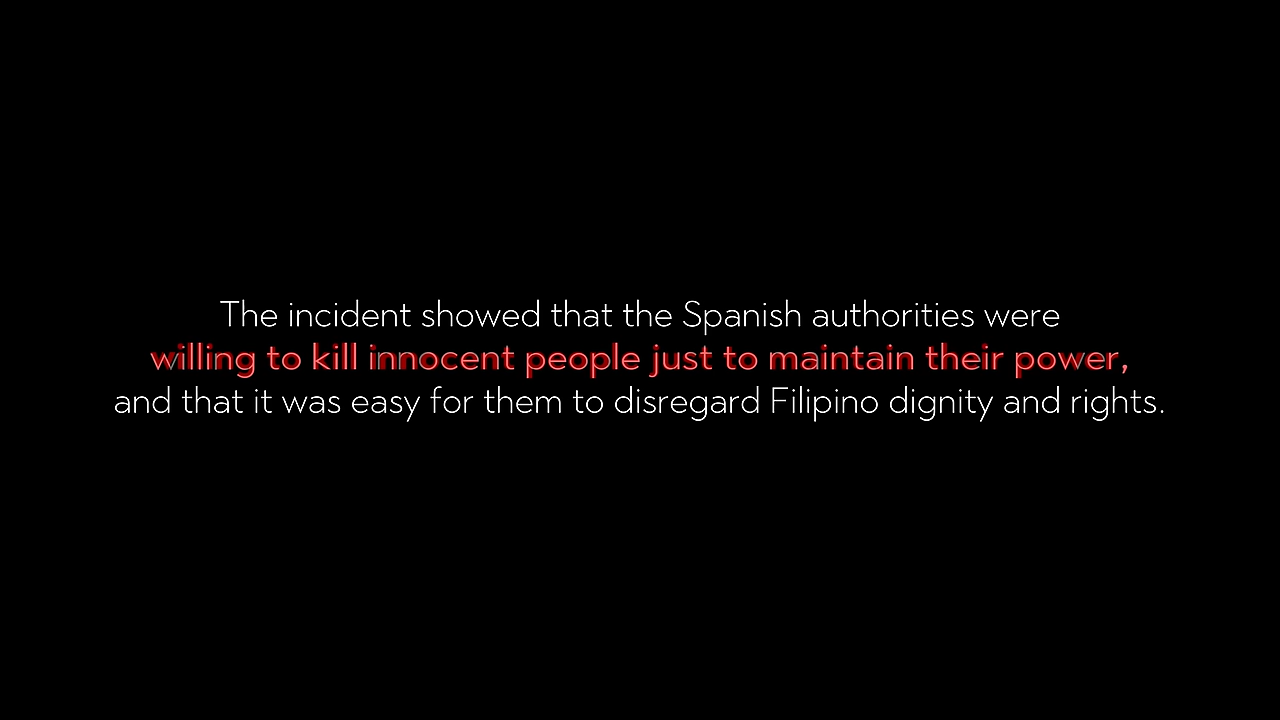 The incident showed that the Spanish authorities were
willing to kill innocent people just to maintain their power,
and that it was easy for them to disregard Filipino dignity and rights.